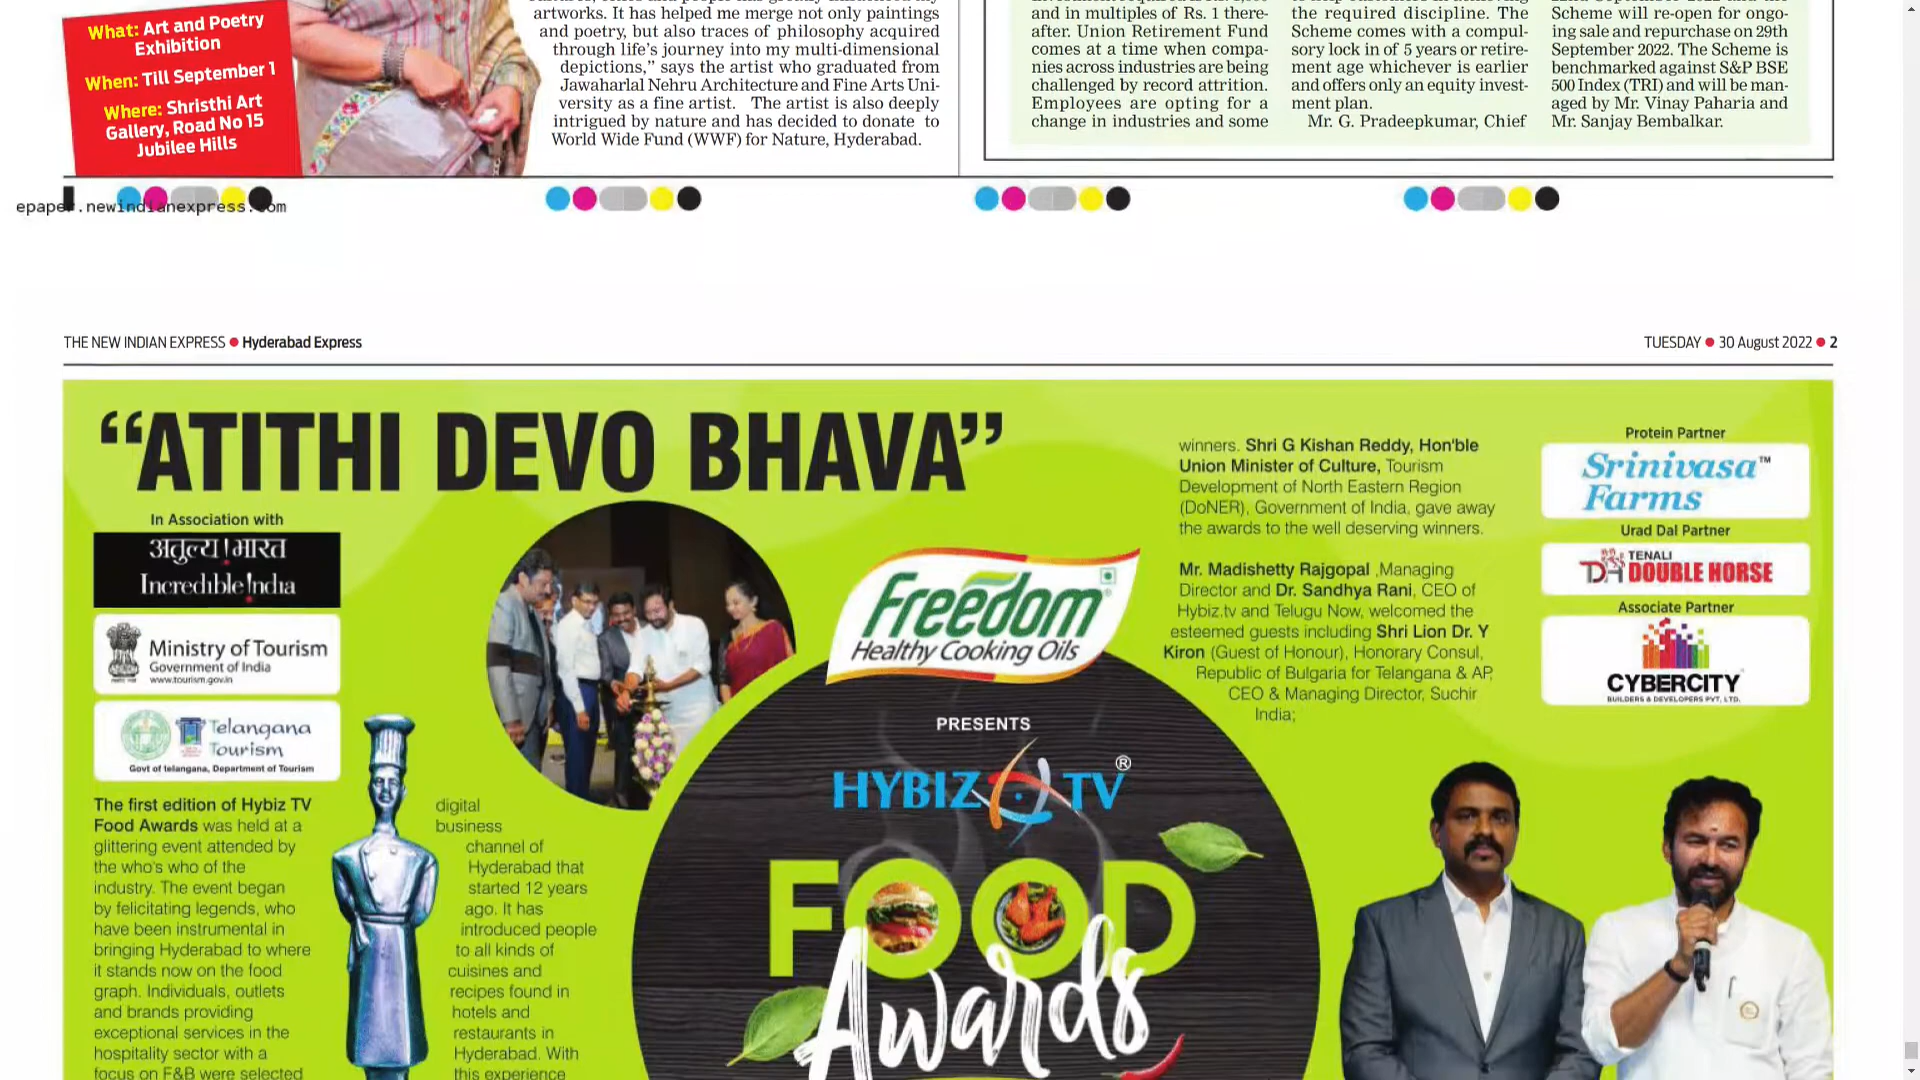 What: Art and Poetry
Exhibition
When: Till September 1
Where: Shristhi Art
Gallery, Road No 15
Jubilee Hills
artworks. It has helped me merge not only paintings
and poetry, but also traces of philosophy acquired
through life's journey into my multi-dimensional
depictions,” says the artist who graduated from
Jawaharlal Nehru Architecture and Fine Arts Uni-
versity as a fine artist. The artist is also deeply
intrigued by nature and has decided to donate to
World Wide Fund (WWF) for Nature, Hyderabad.
and in multiples of Rs. 1 there-
after. Union Retirement Fund
comes at a time when compa-
nies across industries are being
challenged by record attrition.
Employees are opting for a
change in industries and some
the required discipline. The
Scheme comes with a compul-
sory lock in of 5 years or retire-
ment age whichever is earlier
and offers only an equity invest-
ment plan.
Mr. G. Pradeepkumar, Chief
Scheme will re-open for ongo-
ing sale and repurchase on 29th
September 2022. The Scheme is
benchmarked against S&P BSE
500 Index (TRI) and will be man-
aged by Mr. Vinay Paharia and
Mr. Sanjay Bembalkar.
epaper.newindianexpress.com
THE NEW INDIAN EXPRESS ● Hyderabad Express
TUESDAY ● 30 August 2022 ● 2
“ATITHI DEVO BHAVA”
In Association with
अतुल्य ! भारत
Incredible!ndia
Ministry of Tourism
Government of India
www.tourism.gov.in
Telangana
Tourism
Govt of telangana, Department of Tourism
The first edition of Hybiz TV
Food Awards was held at a
glittering event attended by
the who's who of the
industry. The event began
by felicitating legends, who
have been instrumental in
bringing Hyderabad to where
it stands now on the food
graph. Individuals, outlets
and brands providing
exceptional services in the
hospitality sector with a
focus on F&B were selected
digital
business
channel of
Hyderabad that
started 12 years
ago. It has
introduced people
to all kinds of
cuisines and
recipes found in
hotels and
restaurants in
Hyderabad. With
this experience
Freedom
Healthy Cooking Oils
PRESENTS
HYBIZ TV®
FOOD
Awards
winners. Shri G Kishan Reddy, Hon'ble
Union Minister of Culture, Tourism
Development of North Eastern Region
(DoNER), Government of India, gave away
the awards to the well deserving winners.
Mr. Madishetty Rajgopal ,Managing
Director and Dr. Sandhya Rani, CEO of
Hybiz.tv and Telugu Now, welcomed the
esteemed guests including Shri Lion Dr. Y
Kiron (Guest of Honour), Honorary Consul,
Republic of Bulgaria for Telangana & AP,
CEO & Managing Director, Suchir
India;
Protein Partner
Srinivasa™
Farms
Urad Dal Partner
TENALI
DOUBLE HORSE
Associate Partner
CYBERCITY
BUILDERS & DEVELOPERS PVT. LTD.